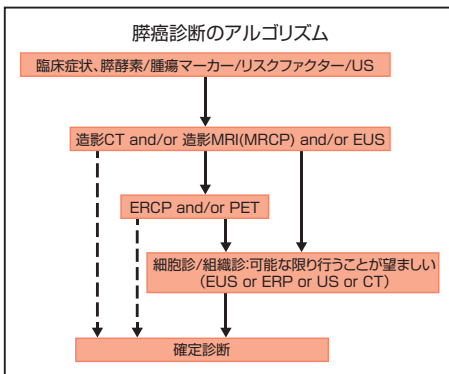 膵癌診断のアルゴリズム
臨床症状、膵酵素/腫瘍マーカー/リスクファクター/US
造影CT and/or 造影MRI(MRCP) and/or EUS
ERCP and/or PET
細胞診/組織診:可能な限り行うことが望ましい
（EUS or ERP or US or CT）
確定診断